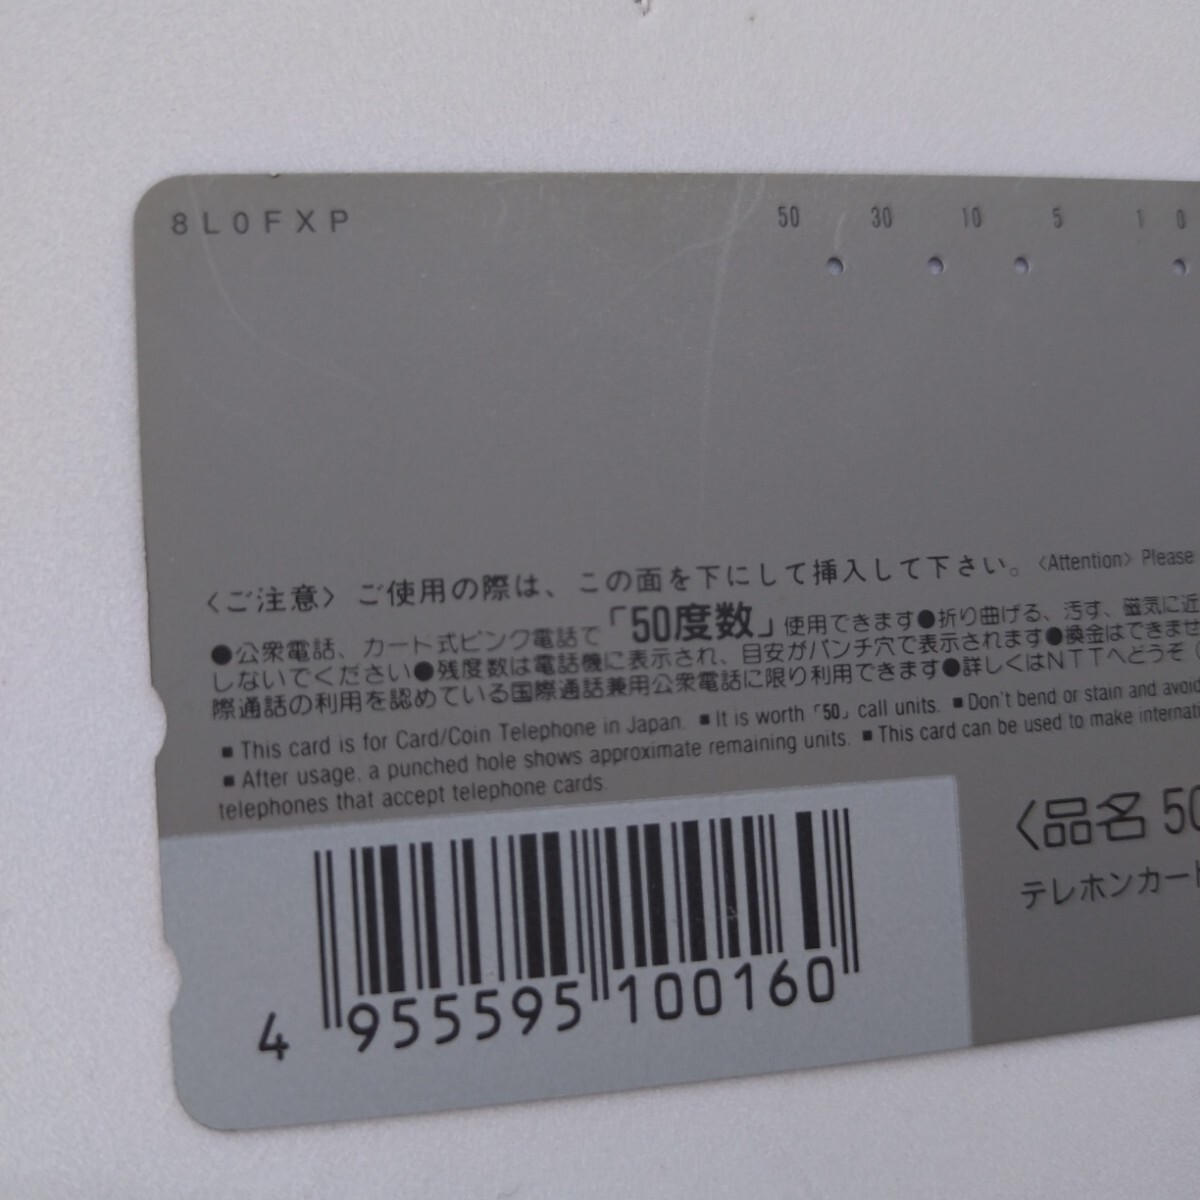 8L0FXP
50 30 10 5 1 0
〈ご注意〉ご使用の際は、この面を下にして挿入して下さい。〈Attention〉Please
●公衆電話、カード式ピンク電話で「50度数」使用できます●折り曲げる、汚す、磁気に近
しないでください●残度数は電話機に表示され、目安がパンチ穴で表示されます●換金はできませ
際通話の利用を認めている国際通話兼用公衆電話に限り利用できます●詳しくはNTTへどうぞ（
■ This card is for Card/Coin Telephone in Japan. ■ It is worth「50」call units. ■ Don't bend or stain and avoid
■ After usage, a punched hole shows approximate remaining units. ■ This card can be used to make internati
telephones that accept telephone cards.
〈品名 50
テレホンカード
4 955595 100160